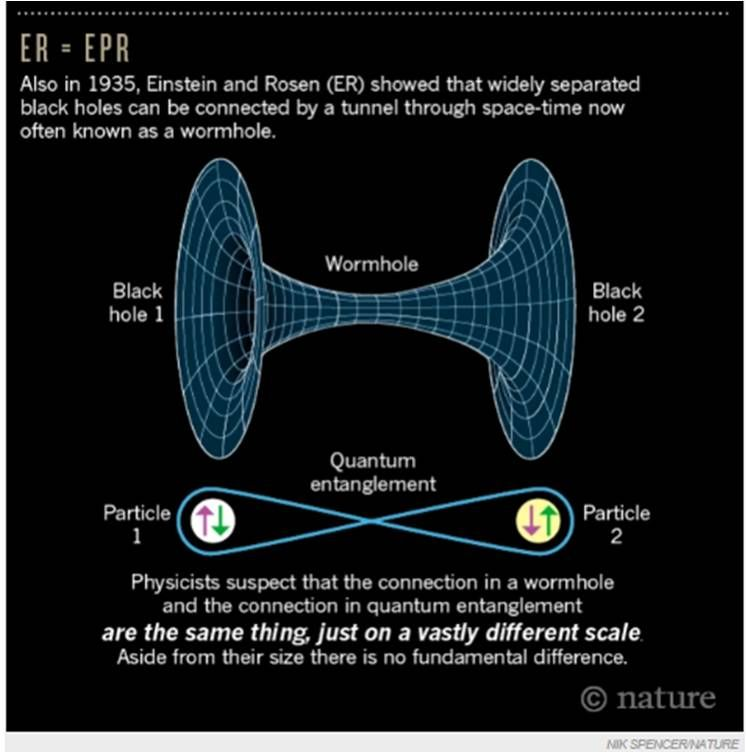 ER = EPR
Also in 1935, Einstein and Rosen (ER) showed that widely separated
black holes can be connected by a tunnel through space-time now
often known as a wormhole.
Wormhole
Black
hole 1
Black
hole 2
Quantum
entanglement
Particle
1
Particle
2
Physicists suspect that the connection in a wormhole
and the connection in quantum entanglement
are the same thing, just on a vastly different scale.
Aside from their size there is no fundamental difference.
© nature
NIK SPENCER/NATURE